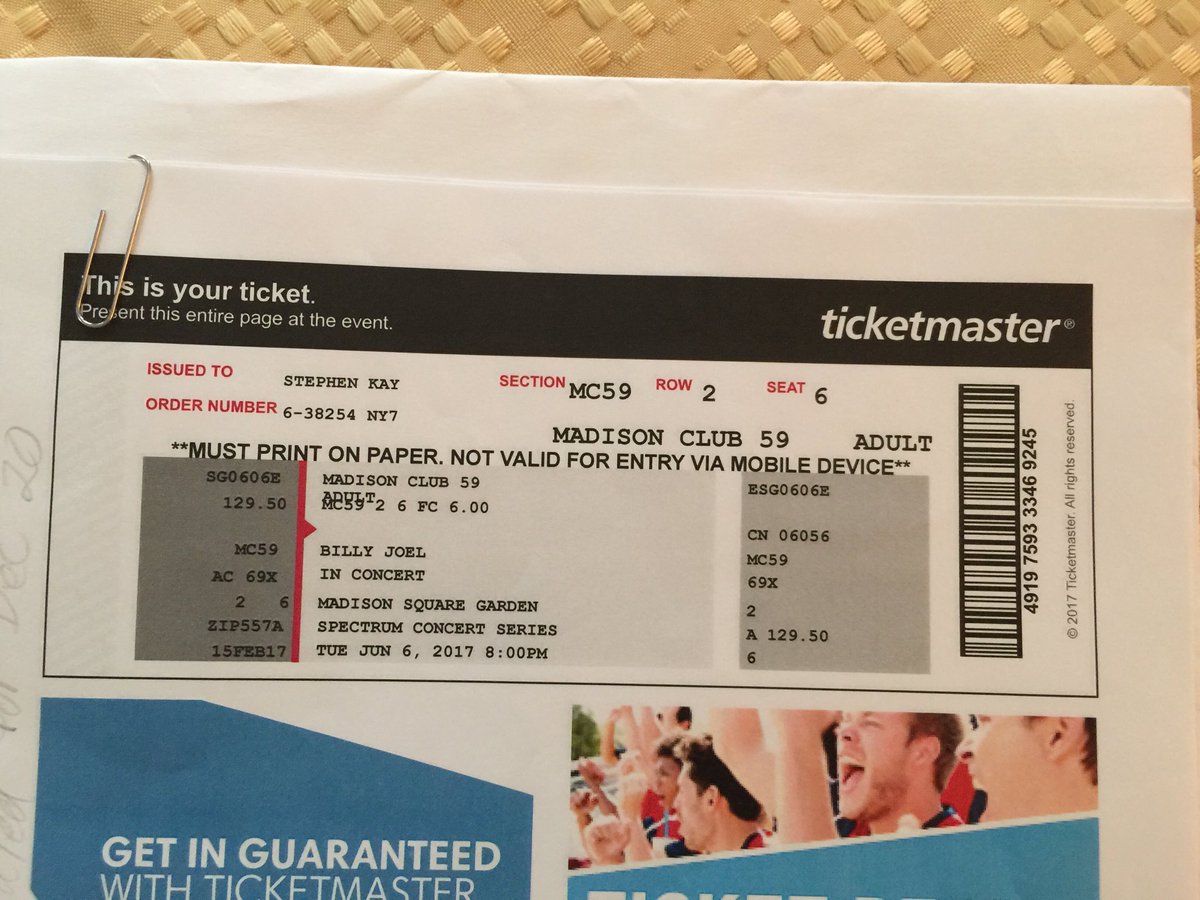 This is your ticket.
Present this entire page at the event.
ticketmaster®
ISSUED TO STEPHEN KAY SECTION MC59 ROW 2 SEAT 6
ORDER NUMBER 6-38254 NY7
MADISON CLUB 59 ADULT
**MUST PRINT ON PAPER. NOT VALID FOR ENTRY VIA MOBILE DEVICE**
SG0606E
129.50
MC59
AC 69X
2 6
ZIP557A
15FEB17
MADISON CLUB 59
ADULT
MC59 2 6 FC 6.00
BILLY JOEL
IN CONCERT
MADISON SQUARE GARDEN
SPECTRUM CONCERT SERIES
TUE JUN 6, 2017 8:00PM
ESG0606E
CN 06056
MC59
69X
2
A 129.50
6
4919 7593 3346 9245
© 2017 Ticketmaster. All rights reserved.
GET IN GUARANTEED
WITH TICKETMASTER
TICKET
Dec 20